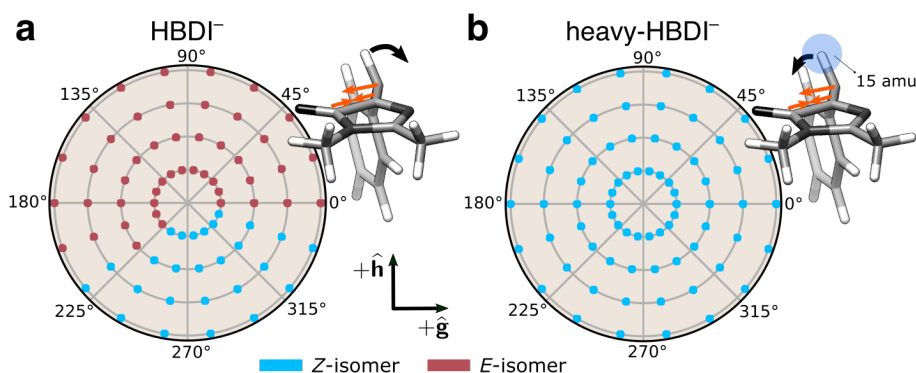 a HBDI⁻
90°
135° 45°
180° 0°
225° 315°
270°
+ĥ
+ĝ
b heavy-HBDI⁻
15 amu
90°
135° 45°
180° 0°
225° 315°
270°
Z-isomer E-isomer